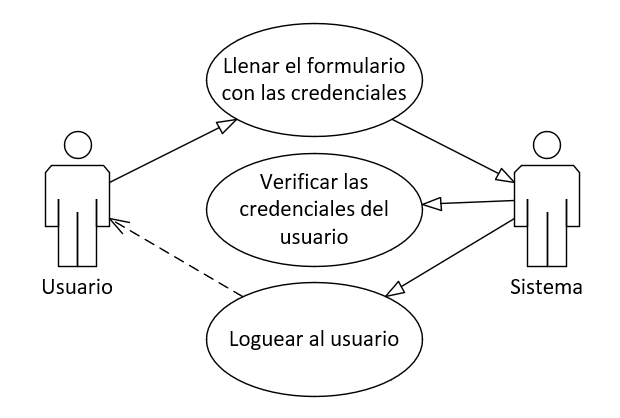 Llenar el formulario
con las credenciales
Verificar las
credenciales del
usuario
Usuario
Sistema
Loguear al usuario